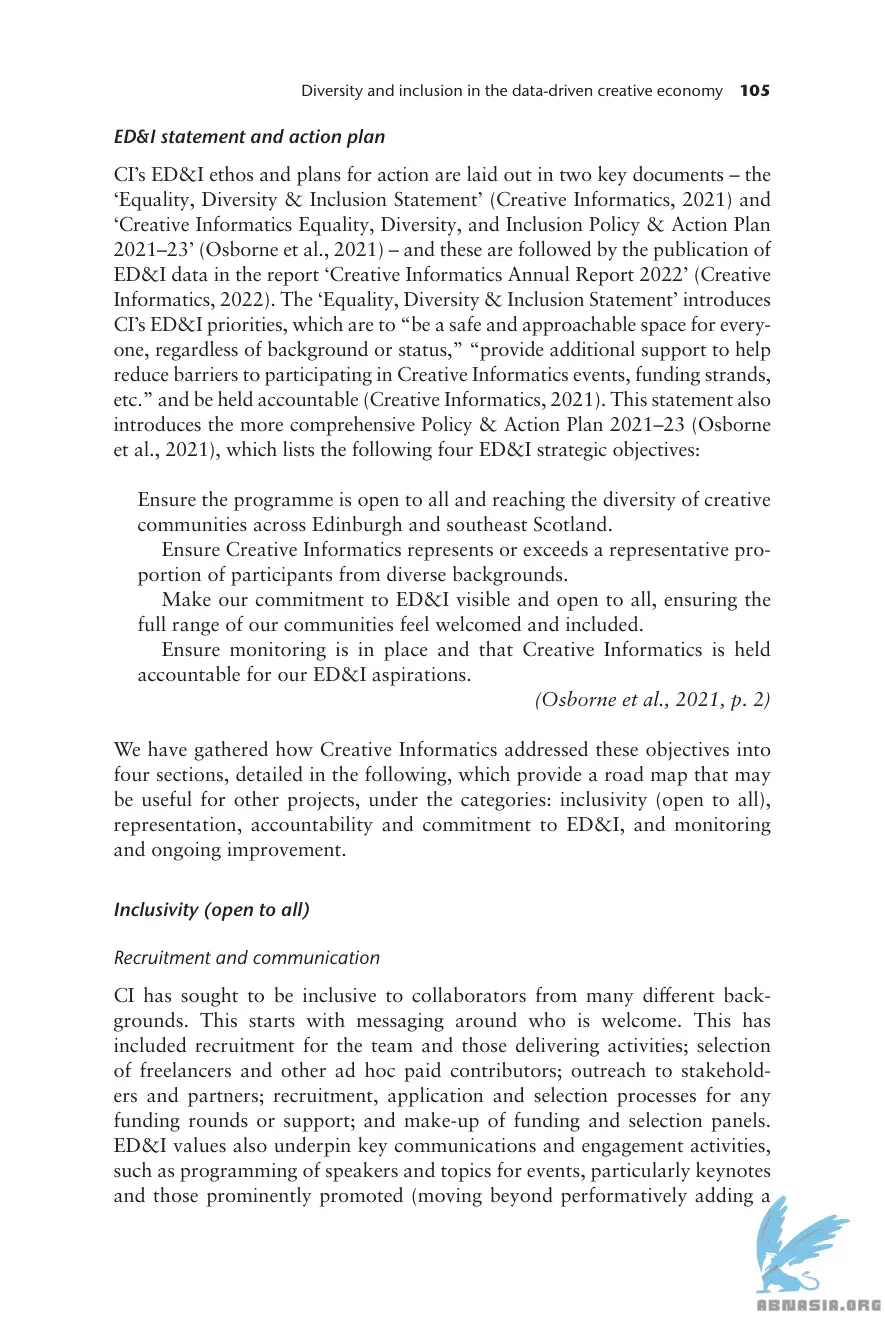 Diversity and inclusion in the data-driven creative economy 105
ED&I statement and action plan
CI’s ED&I ethos and plans for action are laid out in two key documents – the
‘Equality, Diversity & Inclusion Statement’ (Creative Informatics, 2021) and
‘Creative Informatics Equality, Diversity, and Inclusion Policy & Action Plan
2021–23’ (Osborne et al., 2021) – and these are followed by the publication of
ED&I data in the report ‘Creative Informatics Annual Report 2022’ (Creative
Informatics, 2022). The ‘Equality, Diversity & Inclusion Statement’ introduces
CI’s ED&I priorities, which are to “be a safe and approachable space for every-
one, regardless of background or status,” “provide additional support to help
reduce barriers to participating in Creative Informatics events, funding strands,
etc.” and be held accountable (Creative Informatics, 2021). This statement also
introduces the more comprehensive Policy & Action Plan 2021–23 (Osborne
et al., 2021), which lists the following four ED&I strategic objectives:
Ensure the programme is open to all and reaching the diversity of creative
communities across Edinburgh and southeast Scotland.
Ensure Creative Informatics represents or exceeds a representative pro-
portion of participants from diverse backgrounds.
Make our commitment to ED&I visible and open to all, ensuring the
full range of our communities feel welcomed and included.
Ensure monitoring is in place and that Creative Informatics is held
accountable for our ED&I aspirations.
(Osborne et al., 2021, p. 2)
We have gathered how Creative Informatics addressed these objectives into
four sections, detailed in the following, which provide a road map that may
be useful for other projects, under the categories: inclusivity (open to all),
representation, accountability and commitment to ED&I, and monitoring
and ongoing improvement.
Inclusivity (open to all)
Recruitment and communication
CI has sought to be inclusive to collaborators from many different back-
grounds. This starts with messaging around who is welcome. This has
included recruitment for the team and those delivering activities; selection
of freelancers and other ad hoc paid contributors; outreach to stakehold-
ers and partners; recruitment, application and selection processes for any
funding rounds or support; and make-up of funding and selection panels.
ED&I values also underpin key communications and engagement activities,
such as programming of speakers and topics for events, particularly keynotes
and those prominently promoted (moving beyond performatively adding a
ABNASIA.ORG